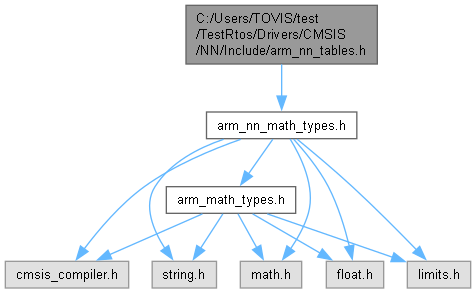 C:/Users/TOVIS/test
/TestRtos/Drivers/CMSIS
/NN/Include/arm_nn_tables.h
arm_nn_math_types.h
arm_math_types.h
cmsis_compiler.h
string.h
math.h
float.h
limits.h